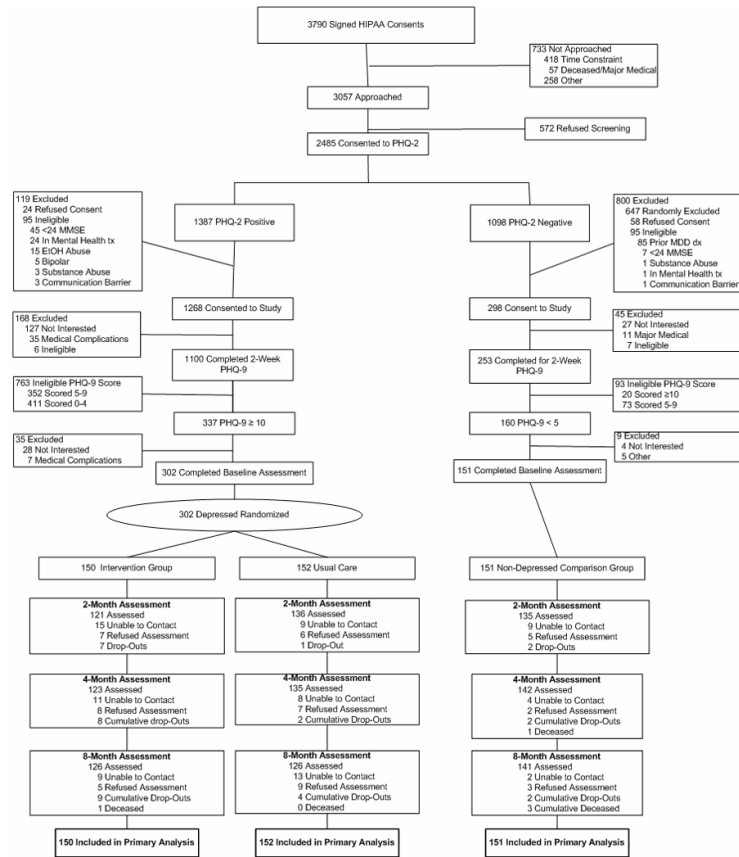 3790 Signed HIPAA Consents
733 Not Approached
418 Time Constraint
57 Deceased/Major Medical
258 Other
3057 Approached
572 Refused Screening
2485 Consented to PHQ-2
119 Excluded
24 Refused Consent
95 Ineligible
45 <24 MMSE
24 In Mental Health tx
15 EtOH Abuse
5 Bipolar
3 Substance Abuse
3 Communication Barrier
1387 PHQ-2 Positive
1098 PHQ-2 Negative
800 Excluded
647 Randomly Excluded
58 Refused Consent
95 Ineligible
85 Prior MDD dx
7 <24 MMSE
1 Substance Abuse
1 In Mental Health tx
1 Communication Barrier
1268 Consented to Study
298 Consent to Study
168 Excluded
127 Not Interested
35 Medical Complications
6 Ineligible
45 Excluded
27 Not Interested
11 Major Medical
7 Ineligible
1100 Completed 2-Week
PHQ-9
253 Completed for 2-Week
PHQ-9
763 Ineligible PHQ-9 Score
352 Scored 5-9
411 Scored 0-4
93 Ineligible PHQ-9 Score
20 Scored ≥10
73 Scored 5-9
337 PHQ-9 ≥ 10
160 PHQ-9 < 5
35 Excluded
28 Not Interested
7 Medical Complications
9 Excluded
4 Not Interested
5 Other
302 Completed Baseline Assessment
151 Completed Baseline Assessment
302 Depressed Randomized
150 Intervention Group
152 Usual Care
151 Non-Depressed Comparison Group
2-Month Assessment
121 Assessed
15 Unable to Contact
7 Refused Assessment
7 Drop-Outs
2-Month Assessment
136 Assessed
9 Unable to Contact
6 Refused Assessment
1 Drop-Out
2-Month Assessment
135 Assessed
9 Unable to Contact
5 Refused Assessment
2 Drop-Outs
4-Month Assessment
123 Assessed
11 Unable to Contact
8 Refused Assessment
8 Cumulative drop-Outs
4-Month Assessment
135 Assessed
8 Unable to Contact
7 Refused Assessment
2 Cumulative Drop-Outs
4-Month Assessment
142 Assessed
4 Unable to Contact
2 Refused Assessment
2 Cumulative Drop-Outs
1 Deceased
8-Month Assessment
126 Assessed
9 Unable to Contact
5 Refused Assessment
9 Cumulative Drop-Outs
1 Deceased
8-Month Assessment
126 Assessed
13 Unable to Contact
9 Refused Assessment
4 Cumulative Drop-Outs
0 Deceased
8-Month Assessment
141 Assessed
2 Unable to Contact
3 Refused Assessment
2 Cumulative Drop-Outs
3 Cumulative Deceased
150 Included in Primary Analysis
152 Included in Primary Analysis
151 Included in Primary Analysis